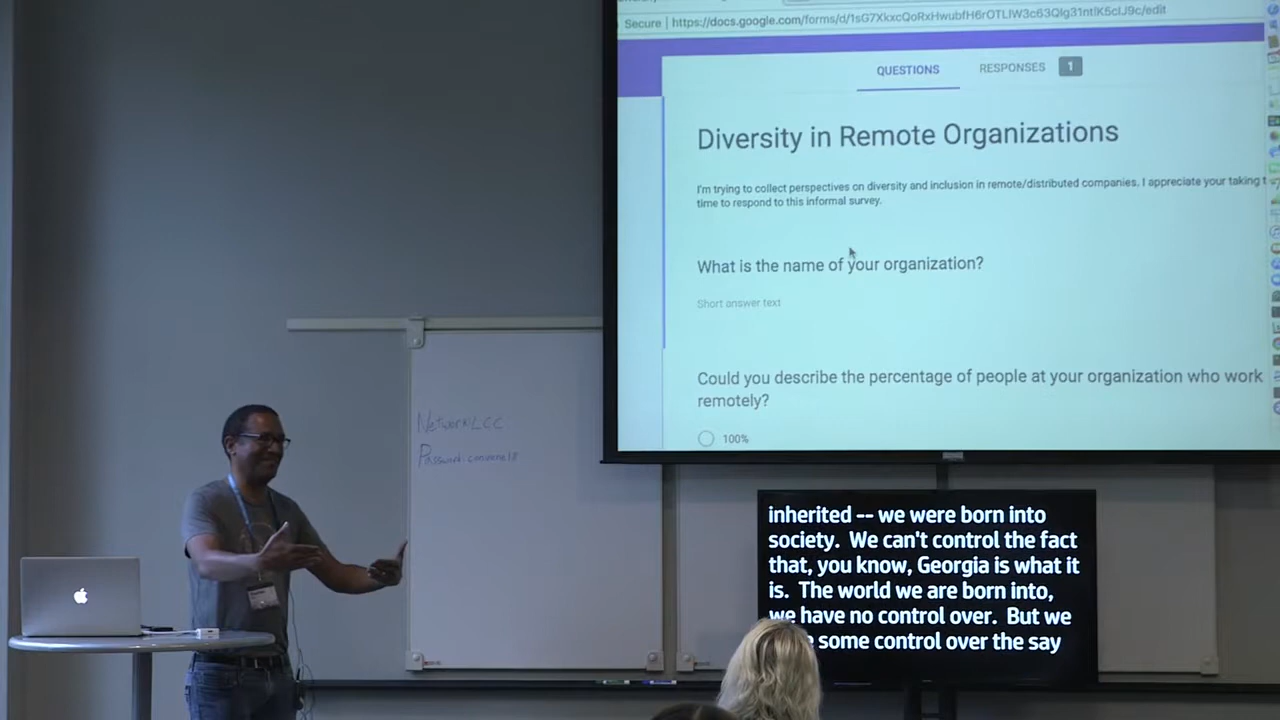 Secure | https://docs.google.com/forms/d/1sG7XkxcQoRxHwubfH6rOTLlW3c63Qlg31ntlK5cIJ9c/edit
QUESTIONS RESPONSES 1
Diversity in Remote Organizations
I'm trying to collect perspectives on diversity and inclusion in remote/distributed companies. I appreciate your taking
time to respond to this informal survey.
What is the name of your organization?
Short answer text
Could you describe the percentage of people at your organization who work
remotely?
100%
Network: LCC
Password: convene18
inherited -- we were born into
society. We can't control the fact
that, you know, Georgia is what it
is. The world we are born into,
we have no control over. But we
some control over the say